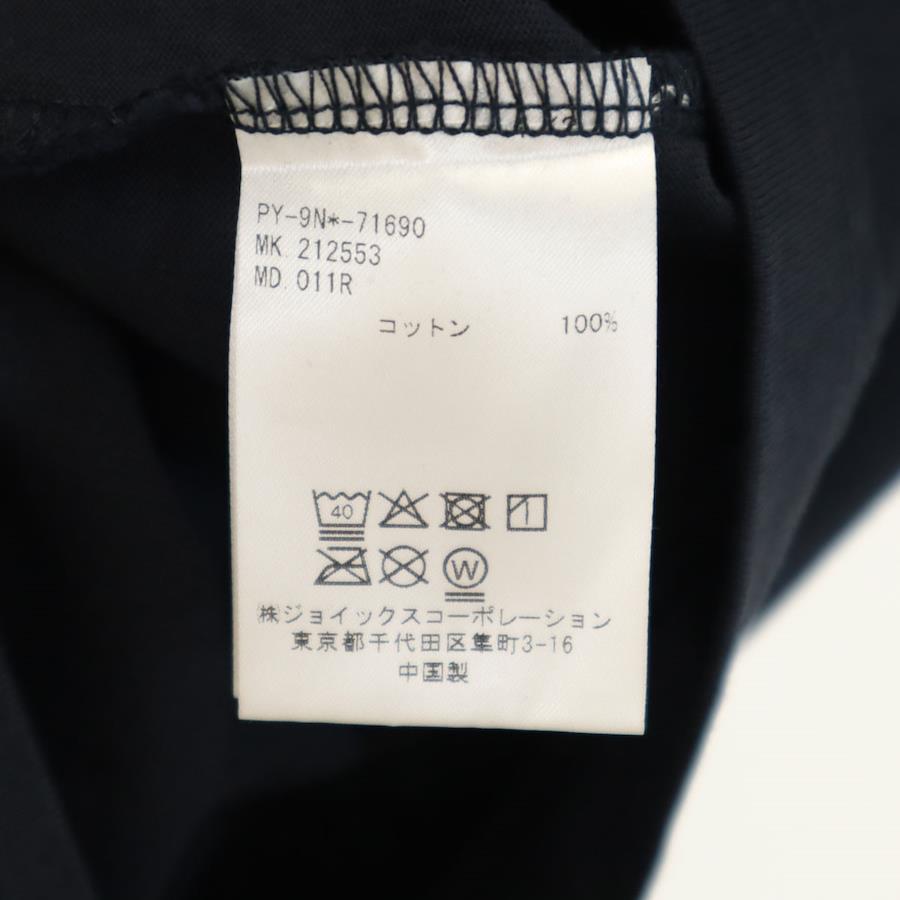 PY-9N*-71690
MK. 212553
MD. 011R
コットン 100%
40
W
㈱ジョイックスコーポレーション
東京都千代田区隼町3-16
中国製